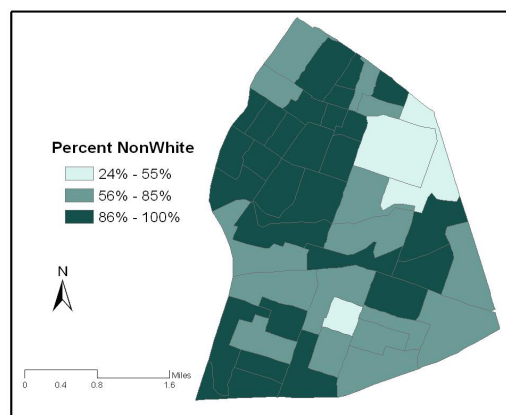 Percent NonWhite
24% - 55%
56% - 85%
86% - 100%
N
Miles
0 0.4 0.8 1.6